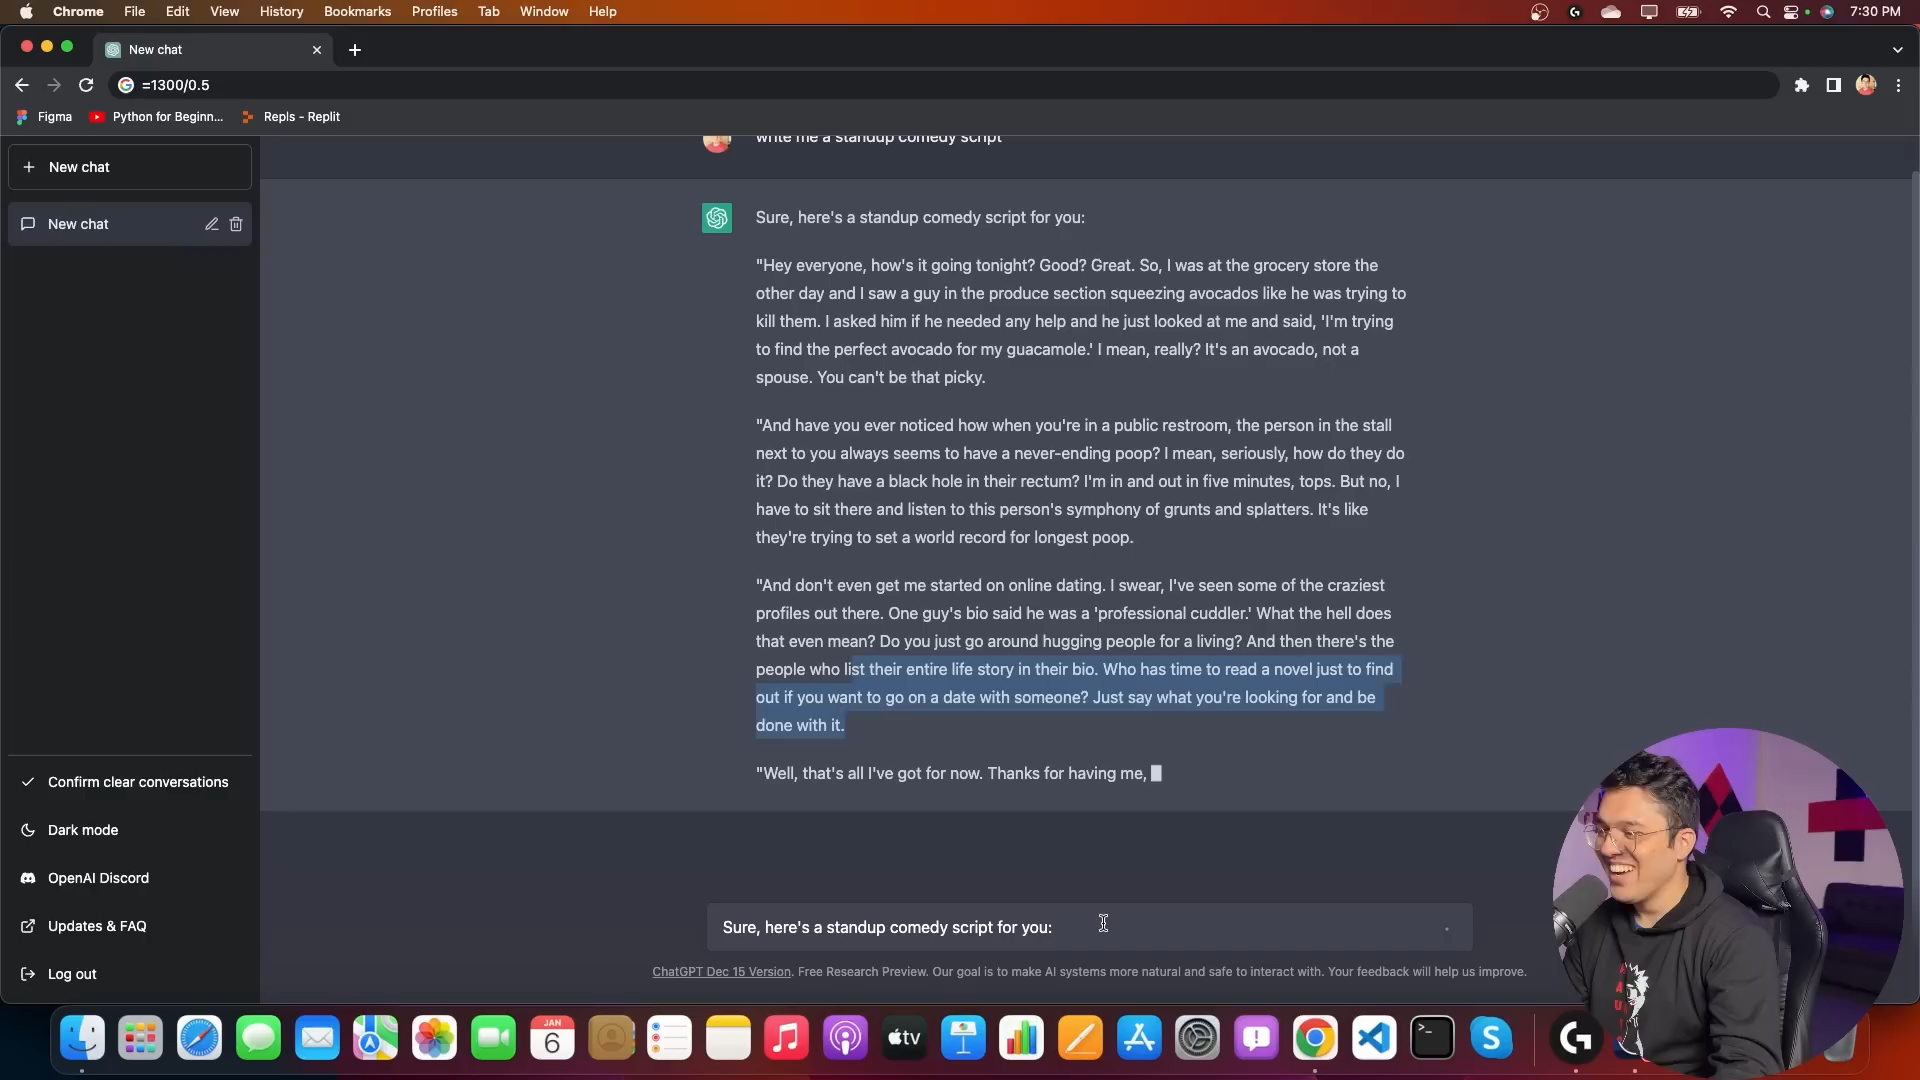 Chrome File Edit View History Bookmarks Profiles Tab Window Help 7:30 PM
New chat
=1300/0.5
Figma Python for Beginn... Repls - Replit
New chat
New chat
write me a standup comedy script
Sure, here's a standup comedy script for you:
"Hey everyone, how's it going tonight? Good? Great. So, I was at the grocery store the
other day and I saw a guy in the produce section squeezing avocados like he was trying to
kill them. I asked him if he needed any help and he just looked at me and said, 'I'm trying
to find the perfect avocado for my guacamole.' I mean, really? It's an avocado, not a
spouse. You can't be that picky.
"And have you ever noticed how when you're in a public restroom, the person in the stall
next to you always seems to have a never-ending poop? I mean, seriously, how do they do
it? Do they have a black hole in their rectum? I'm in and out in five minutes, tops. But no, I
have to sit there and listen to this person's symphony of grunts and splatters. It's like
they're trying to set a world record for longest poop.
"And don't even get me started on online dating. I swear, I've seen some of the craziest
profiles out there. One guy's bio said he was a 'professional cuddler.' What the hell does
that even mean? Do you just go around hugging people for a living? And then there's the
people who list their entire life story in their bio. Who has time to read a novel just to find
out if you want to go on a date with someone? Just say what you're looking for and be
done with it.
"Well, that's all I've got for now. Thanks for having me,
Confirm clear conversations
Dark mode
OpenAI Discord
Updates & FAQ
Log out
Sure, here's a standup comedy script for you:
ChatGPT Dec 15 Version. Free Research Preview. Our goal is to make AI systems more natural and safe to interact with. Your feedback will help us improve.
JAN
6
tv